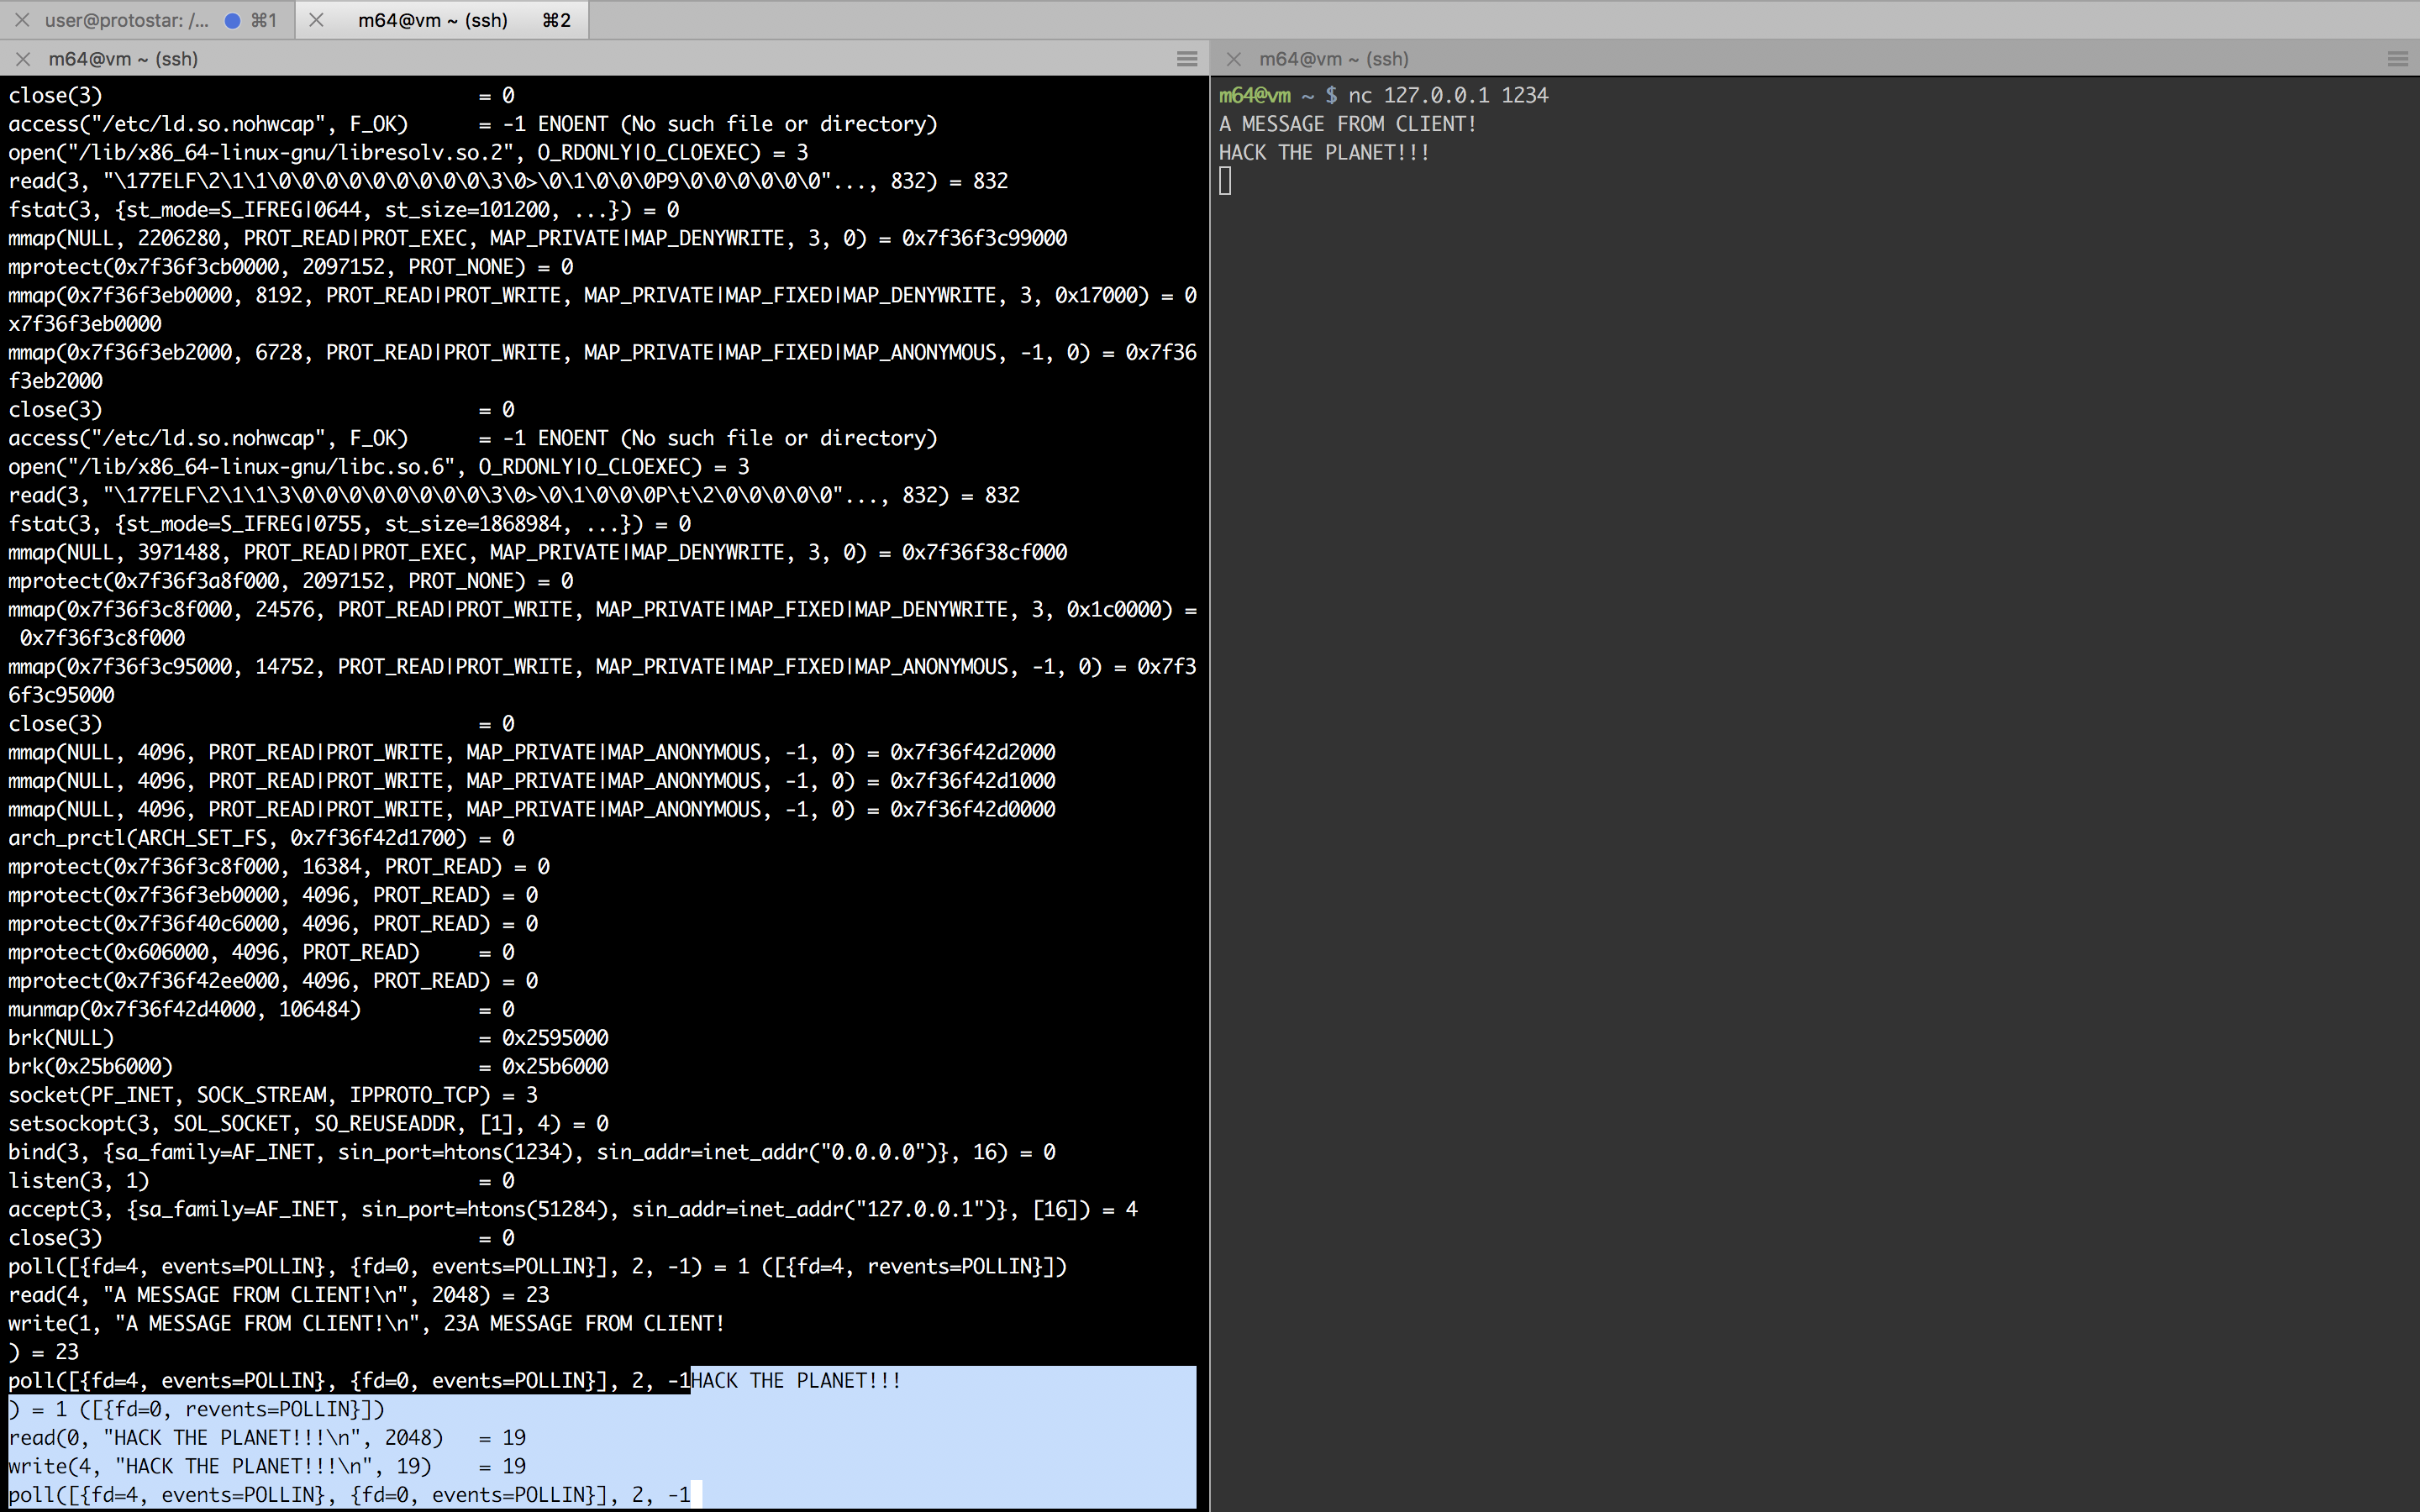 user@protostar: /... ⌘1
m64@vm ~ (ssh) ⌘2
m64@vm ~ (ssh)
close(3)                                = 0
access("/etc/ld.so.nohwcap", F_OK)      = -1 ENOENT (No such file or directory)
open("/lib/x86_64-linux-gnu/libresolv.so.2", O_RDONLY|O_CLOEXEC) = 3
read(3, "\177ELF\2\1\1\0\0\0\0\0\0\0\0\0\3\0>\0\1\0\0\0P9\0\0\0\0\0\0"..., 832) = 832
fstat(3, {st_mode=S_IFREG|0644, st_size=101200, ...}) = 0
mmap(NULL, 2206280, PROT_READ|PROT_EXEC, MAP_PRIVATE|MAP_DENYWRITE, 3, 0) = 0x7f36f3c99000
mprotect(0x7f36f3cb0000, 2097152, PROT_NONE) = 0
mmap(0x7f36f3eb0000, 8192, PROT_READ|PROT_WRITE, MAP_PRIVATE|MAP_FIXED|MAP_DENYWRITE, 3, 0x17000) = 0
x7f36f3eb0000
mmap(0x7f36f3eb2000, 6728, PROT_READ|PROT_WRITE, MAP_PRIVATE|MAP_FIXED|MAP_ANONYMOUS, -1, 0) = 0x7f36
f3eb2000
close(3)                                = 0
access("/etc/ld.so.nohwcap", F_OK)      = -1 ENOENT (No such file or directory)
open("/lib/x86_64-linux-gnu/libc.so.6", O_RDONLY|O_CLOEXEC) = 3
read(3, "\177ELF\2\1\1\3\0\0\0\0\0\0\0\0\3\0>\0\1\0\0\0P\t\2\0\0\0\0\0"..., 832) = 832
fstat(3, {st_mode=S_IFREG|0755, st_size=1868984, ...}) = 0
mmap(NULL, 3971488, PROT_READ|PROT_EXEC, MAP_PRIVATE|MAP_DENYWRITE, 3, 0) = 0x7f36f38cf000
mprotect(0x7f36f3a8f000, 2097152, PROT_NONE) = 0
mmap(0x7f36f3c8f000, 24576, PROT_READ|PROT_WRITE, MAP_PRIVATE|MAP_FIXED|MAP_DENYWRITE, 3, 0x1c0000) =
 0x7f36f3c8f000
mmap(0x7f36f3c95000, 14752, PROT_READ|PROT_WRITE, MAP_PRIVATE|MAP_FIXED|MAP_ANONYMOUS, -1, 0) = 0x7f3
6f3c95000
close(3)                                = 0
mmap(NULL, 4096, PROT_READ|PROT_WRITE, MAP_PRIVATE|MAP_ANONYMOUS, -1, 0) = 0x7f36f42d2000
mmap(NULL, 4096, PROT_READ|PROT_WRITE, MAP_PRIVATE|MAP_ANONYMOUS, -1, 0) = 0x7f36f42d1000
mmap(NULL, 4096, PROT_READ|PROT_WRITE, MAP_PRIVATE|MAP_ANONYMOUS, -1, 0) = 0x7f36f42d0000
arch_prctl(ARCH_SET_FS, 0x7f36f42d1700) = 0
mprotect(0x7f36f3c8f000, 16384, PROT_READ) = 0
mprotect(0x7f36f3eb0000, 4096, PROT_READ) = 0
mprotect(0x7f36f40c6000, 4096, PROT_READ) = 0
mprotect(0x606000, 4096, PROT_READ)     = 0
mprotect(0x7f36f42ee000, 4096, PROT_READ) = 0
munmap(0x7f36f42d4000, 106484)          = 0
brk(NULL)                               = 0x2595000
brk(0x25b6000)                          = 0x25b6000
socket(PF_INET, SOCK_STREAM, IPPROTO_TCP) = 3
setsockopt(3, SOL_SOCKET, SO_REUSEADDR, [1], 4) = 0
bind(3, {sa_family=AF_INET, sin_port=htons(1234), sin_addr=inet_addr("0.0.0.0")}, 16) = 0
listen(3, 1)                            = 0
accept(3, {sa_family=AF_INET, sin_port=htons(51284), sin_addr=inet_addr("127.0.0.1")}, [16]) = 4
close(3)                                = 0
poll([{fd=4, events=POLLIN}, {fd=0, events=POLLIN}], 2, -1) = 1 ([{fd=4, revents=POLLIN}])
read(4, "A MESSAGE FROM CLIENT!\n", 2048) = 23
write(1, "A MESSAGE FROM CLIENT!\n", 23A MESSAGE FROM CLIENT!
) = 23
poll([{fd=4, events=POLLIN}, {fd=0, events=POLLIN}], 2, -1HACK THE PLANET!!!
) = 1 ([{fd=0, revents=POLLIN}])
read(0, "HACK THE PLANET!!!\n", 2048)   = 19
write(4, "HACK THE PLANET!!!\n", 19)    = 19
poll([{fd=4, events=POLLIN}, {fd=0, events=POLLIN}], 2, -1
m64@vm ~ (ssh)
m64@vm ~ $ nc 127.0.0.1 1234
A MESSAGE FROM CLIENT!
HACK THE PLANET!!!